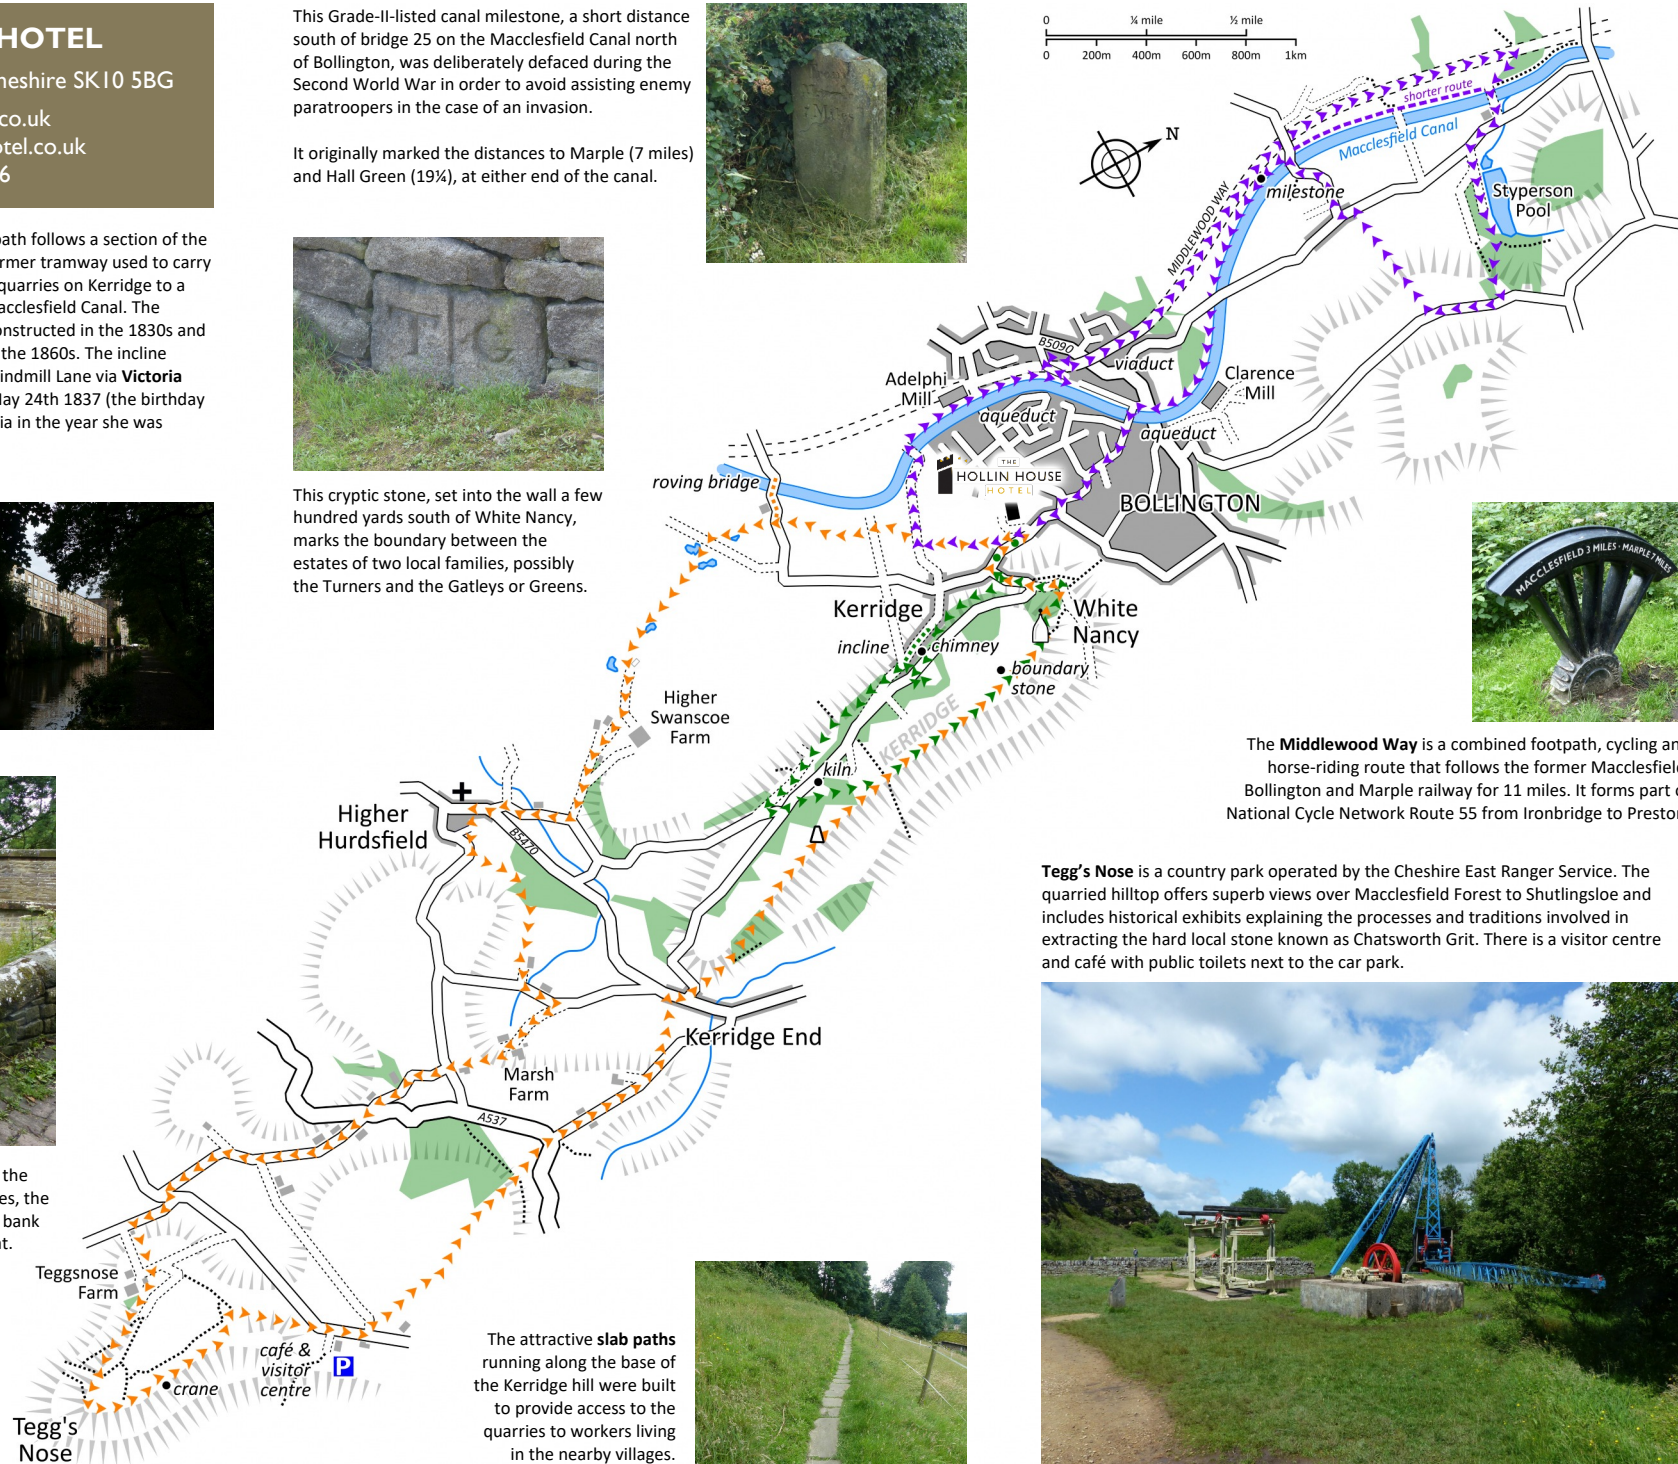 HOTEL
heshire SK10 5BG
co.uk
otel.co.uk
6
path follows a section of the
rmer tramway used to carry
quarries on Kerridge to a
acclesfield Canal. The
onstructed in the 1830s and
the 1860s. The incline
indmill Lane via Victoria
May 24th 1837 (the birthday
ia in the year she was
the
es, the
bank
at.
This Grade-II-listed canal milestone, a short distance
south of bridge 25 on the Macclesfield Canal north
of Bollington, was deliberately defaced during the
Second World War in order to avoid assisting enemy
paratroopers in the case of an invasion.
It originally marked the distances to Marple (7 miles)
and Hall Green (19¼), at either end of the canal.
This cryptic stone, set into the wall a few
hundred yards south of White Nancy,
marks the boundary between the
estates of two local families, possibly
the Turners and the Gatleys or Greens.
0 ¼ mile ½ mile
0 200m 400m 600m 800m 1km
N
shorter route
Macclesfield Canal
milestone
Styperson
Pool
MIDDLEWOOD WAY
B5090
viaduct
Adelphi
Mill
Clarence
Mill
aqueduct
aqueduct
roving bridge
THE
HOLLIN HOUSE
HOTEL
BOLLINGTON
Kerridge
White
Nancy
incline
chimney
boundary
stone
KERRIDGE
Higher
Swanscoe
Farm
kiln
Higher
Hurdsfield
B5470
Kerridge End
Marsh
Farm
A537
Teggsnose
Farm
café &
visitor
centre
P
crane
Tegg's
Nose
MACCLESFIELD 3 MILES · MARPLE 7 MILES
The Middlewood Way is a combined footpath, cycling an
horse-riding route that follows the former Macclesfiel
Bollington and Marple railway for 11 miles. It forms part o
National Cycle Network Route 55 from Ironbridge to Presto
Tegg's Nose is a country park operated by the Cheshire East Ranger Service. The
quarried hilltop offers superb views over Macclesfield Forest to Shutlingsloe and
includes historical exhibits explaining the processes and traditions involved in
extracting the hard local stone known as Chatsworth Grit. There is a visitor centre
and café with public toilets next to the car park.
The attractive slab paths
running along the base of
the Kerridge hill were built
to provide access to the
quarries to workers living
in the nearby villages.